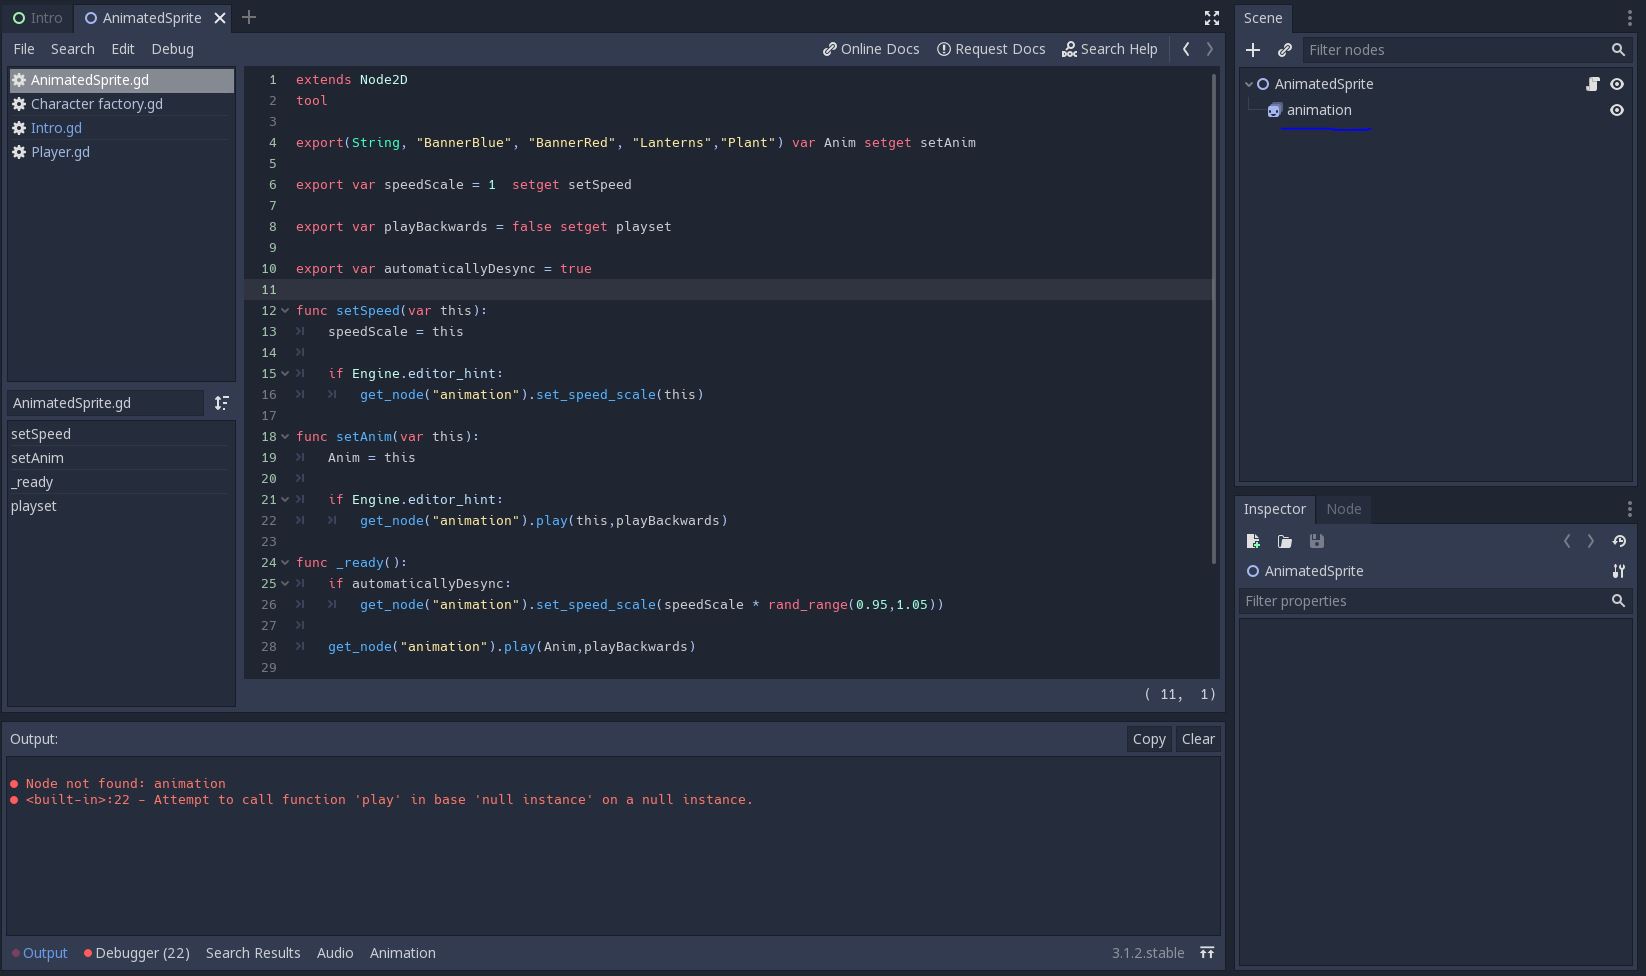 Intro AnimatedSprite
File Search Edit Debug Online Docs Request Docs Search Help
AnimatedSprite.gd
Character factory.gd
Intro.gd
Player.gd
AnimatedSprite.gd
setSpeed
setAnim
_ready
playset
1 extends Node2D
2 tool
3
4 export(String, "BannerBlue", "BannerRed", "Lanterns","Plant") var Anim setget setAnim
5
6 export var speedScale = 1  setget setSpeed
7
8 export var playBackwards = false setget playset
9
10 export var automaticallyDesync = true
11
12 func setSpeed(var this):
13 speedScale = this
14
15 if Engine.editor_hint:
16 get_node("animation").set_speed_scale(this)
17
18 func setAnim(var this):
19 Anim = this
20
21 if Engine.editor_hint:
22 get_node("animation").play(this,playBackwards)
23
24 func _ready():
25 if automaticallyDesync:
26 get_node("animation").set_speed_scale(speedScale * rand_range(0.95,1.05))
27
28 get_node("animation").play(Anim,playBackwards)
29
( 11, 1)
Output: Copy Clear
Node not found: animation
<built-in>:22 - Attempt to call function 'play' in base 'null instance' on a null instance.
Output Debugger (22) Search Results Audio Animation 3.1.2.stable
Scene
Filter nodes
AnimatedSprite
animation
Inspector Node
AnimatedSprite
Filter properties